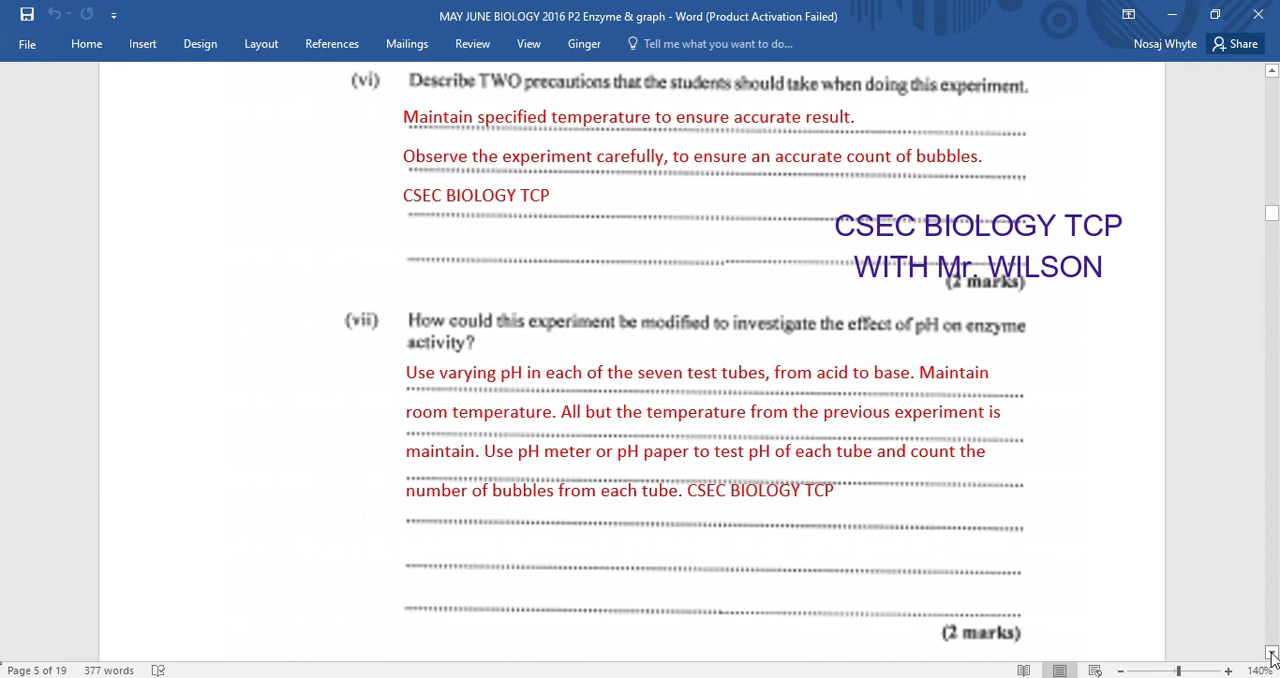 MAY JUNE BIOLOGY 2016 P2 Enzyme & graph - Word (Product Activation Failed)
File Home Insert Design Layout References Mailings Review View Ginger Tell me what you want to do... Nosaj Whyte Share
(vi) Describe TWO precautions that the students should take when doing this experiment.
Maintain specified temperature to ensure accurate result.
Observe the experiment carefully, to ensure an accurate count of bubbles.
CSEC BIOLOGY TCP
CSEC BIOLOGY TCP
WITH Mr. WILSON
(2 marks)
(vii) How could this experiment be modified to investigate the effect of pH on enzyme
activity?
Use varying pH in each of the seven test tubes, from acid to base. Maintain
room temperature. All but the temperature from the previous experiment is
maintain. Use pH meter or pH paper to test pH of each tube and count the
number of bubbles from each tube. CSEC BIOLOGY TCP
(2 marks)
Page 5 of 19 377 words 140%